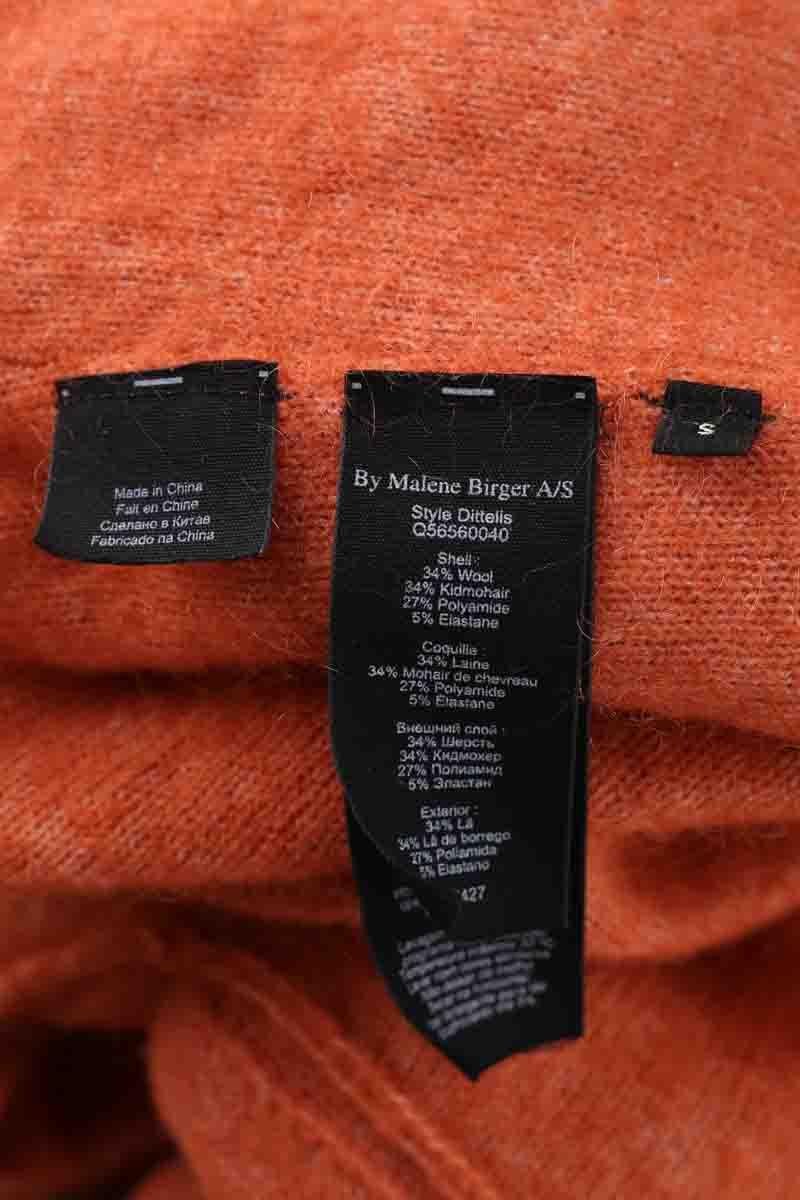 Made in China
Fait en Chine
Сделано в Китае
Fabricado na China
By Malene Birger A/S
Style Dittelis
Q56560040
Shell:
34% Wool
34% Kidmohair
27% Polyamide
5% Elastane
Coquille:
34% Laine
34% Mohair de chevreau
27% Polyamide
5% Élastane
Внешний слой:
34% Шерсть
34% Кидмохер
27% Полиамид
5% Эластан
Exterior:
34% Lã
34% Lã de borrego
27% Poliamida
5% Elastano
427
S